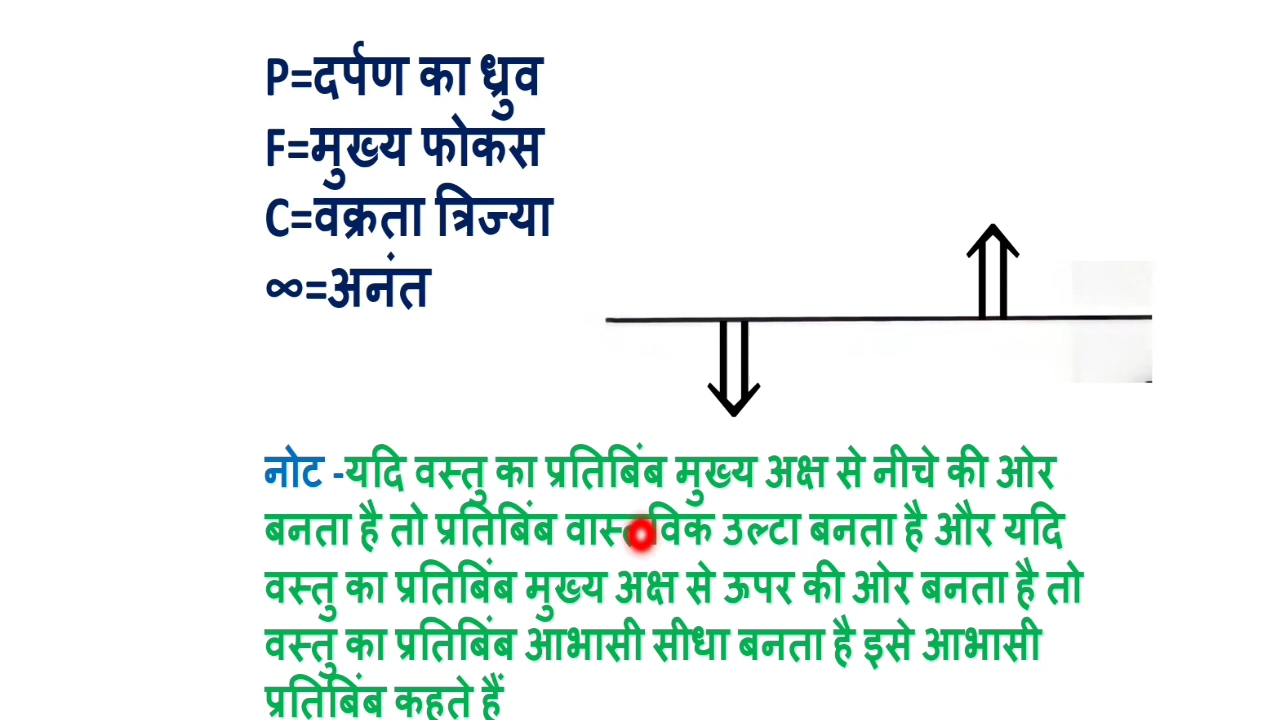 P=दर्पण का ध्रुव
F=मुख्य फोकस
C=वक्रता त्रिज्या
∞=अनंत
नोट -यदि वस्तु का प्रतिबिंब मुख्य अक्ष से नीचे की ओर
बनता है तो प्रतिबिंब वास्तविक उल्टा बनता है और यदि
वस्तु का प्रतिबिंब मुख्य अक्ष से ऊपर की ओर बनता है तो
वस्तु का प्रतिबिंब आभासी सीधा बनता है इसे आभासी
प्रतिबिंब कहते हैं